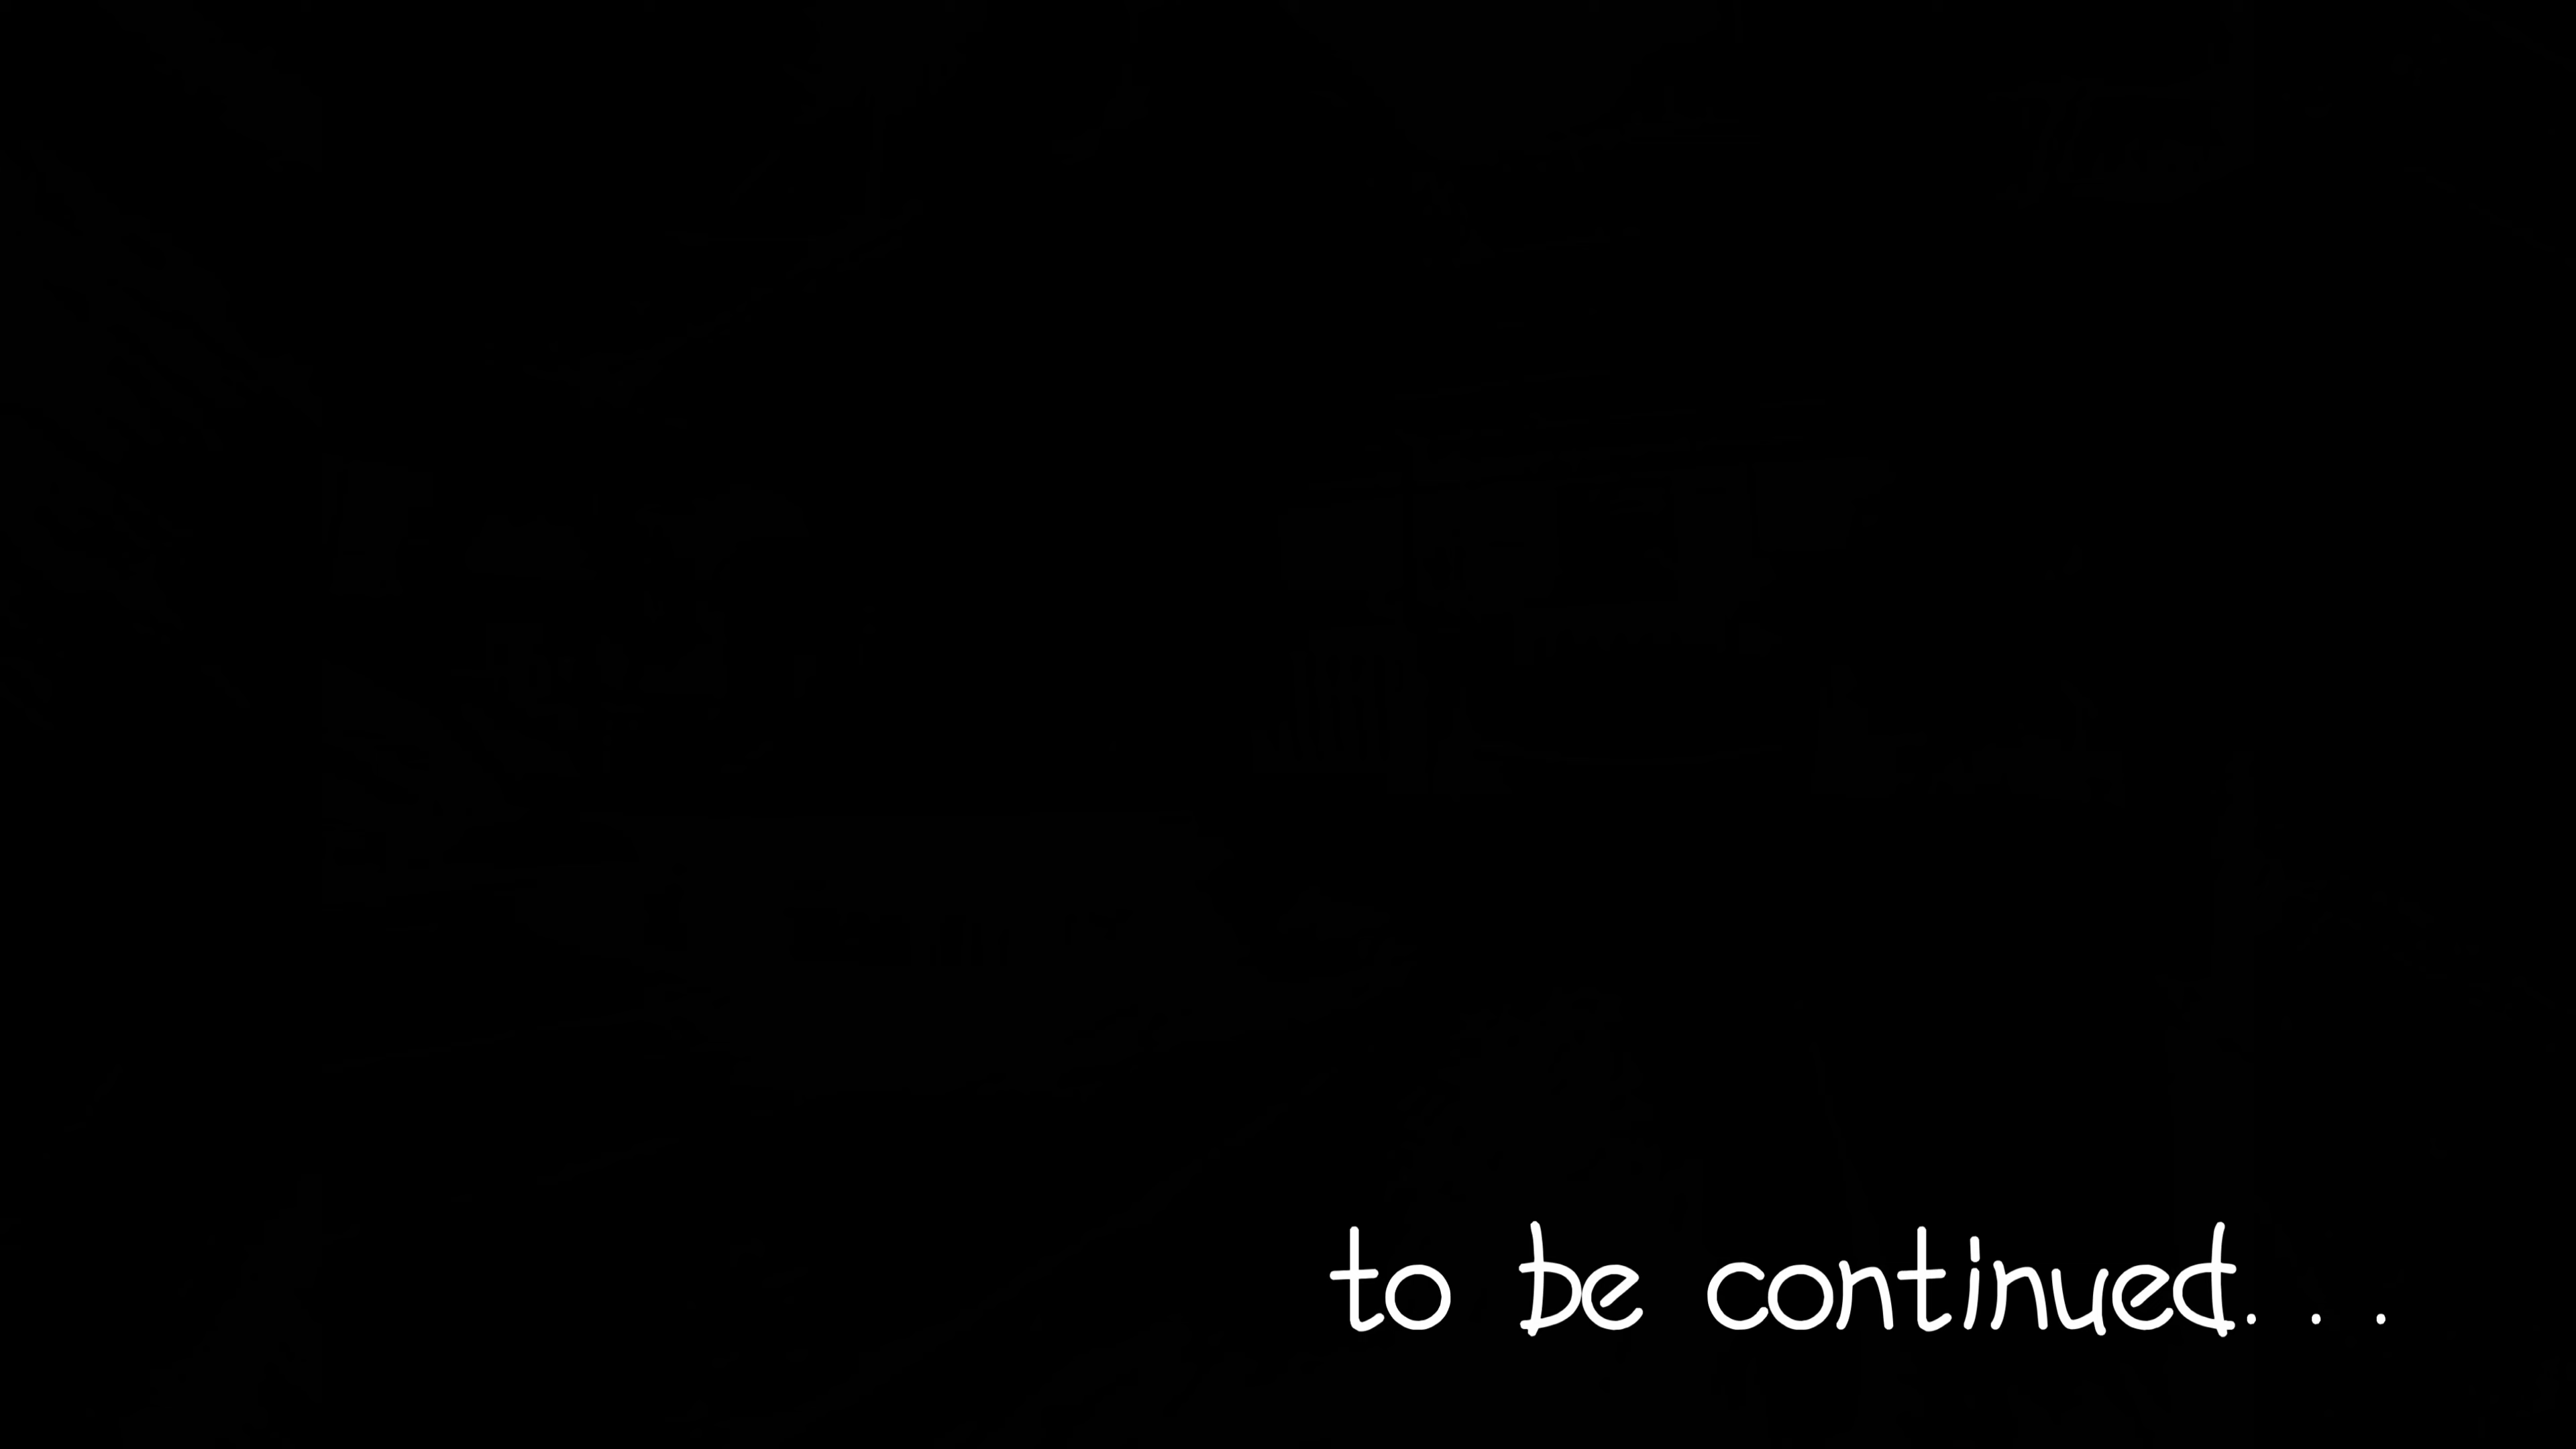 to be continued. . .